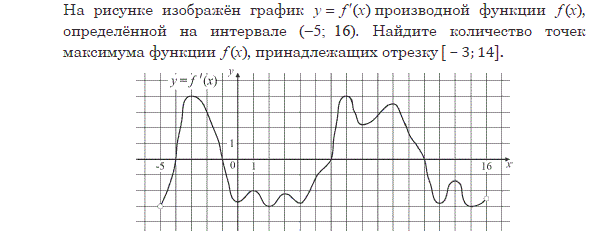 На рисунке изображён график y = f'(x) производной функции f(x),
определённой на интервале (−5; 16). Найдите количество точек
максимума функции f(x), принадлежащих отрезку [ − 3; 14].
y = f '(x)
y
1
-5
0
1
16
x